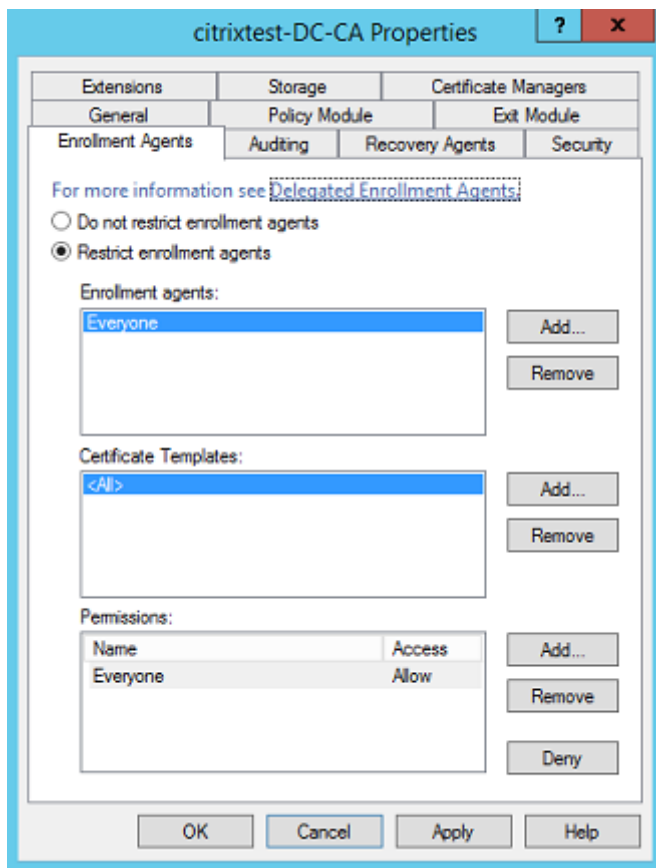 citrixtest-DC-CA Properties
?
x
Extensions
Storage
Certificate Managers
General
Policy Module
Exit Module
Enrollment Agents
Auditing
Recovery Agents
Security
For more information see Delegated Enrollment Agents.
Do not restrict enrollment agents
Restrict enrollment agents
Enrollment agents:
Everyone
Add...
Remove
Certificate Templates:
<All>
Add...
Remove
Permissions:
Name Access
Everyone Allow
Add...
Remove
Deny
OK
Cancel
Apply
Help